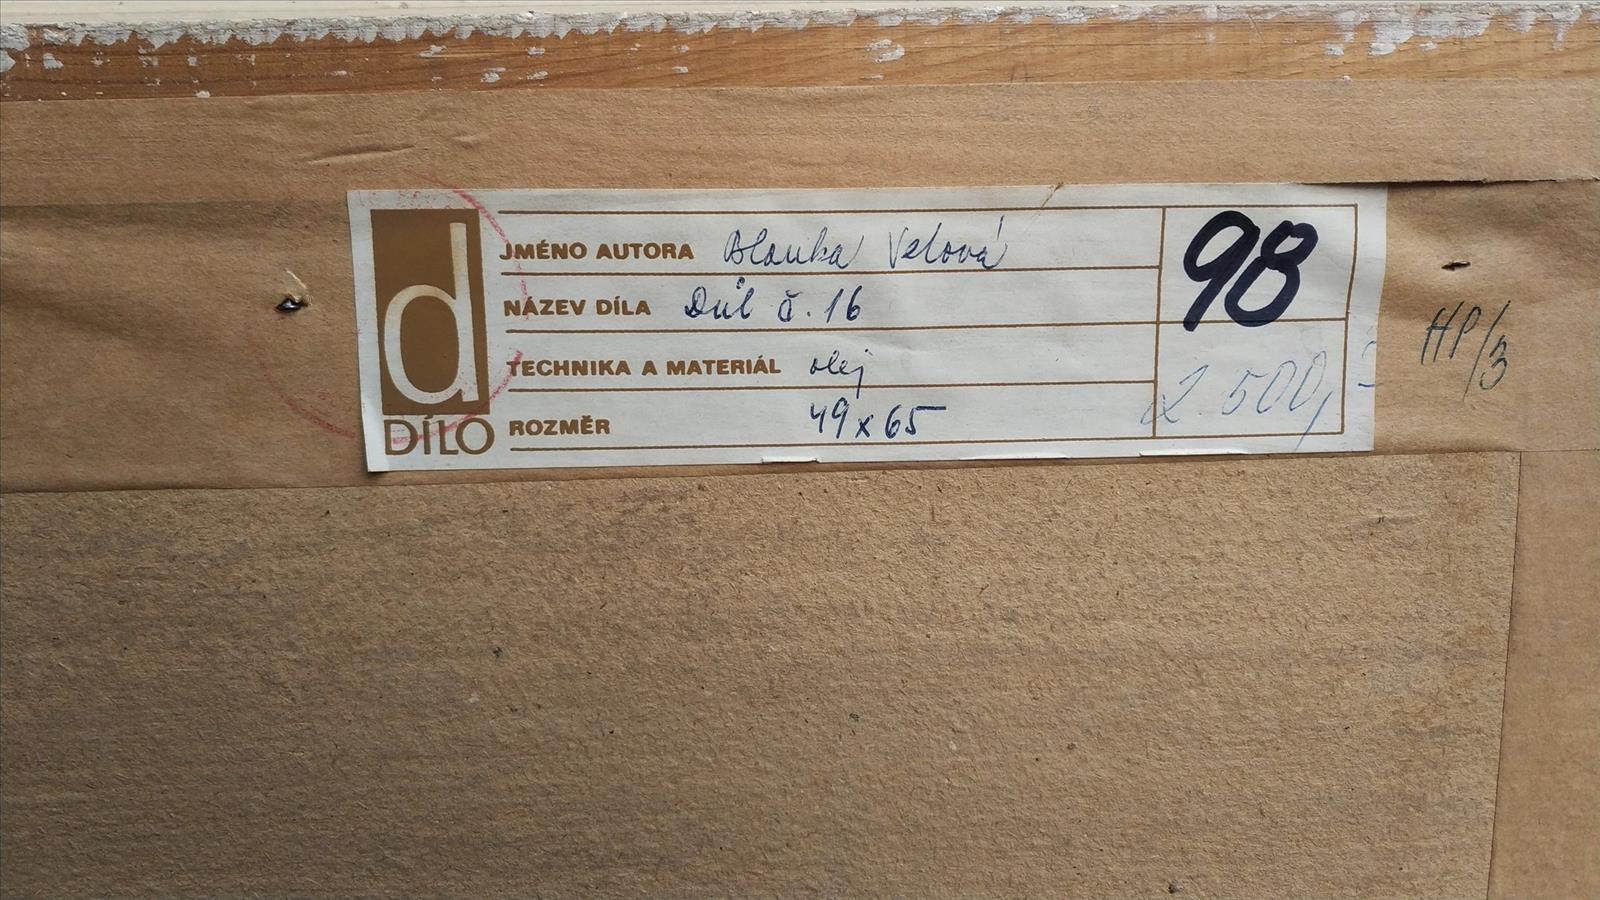 d
DÍLO
JMÉNO AUTORA Blanka Velová
NÁZEV DÍLA Důl č. 16
TECHNIKA A MATERIÁL olej
ROZMĚR 49 x 65
98
2.500,-
HP/3